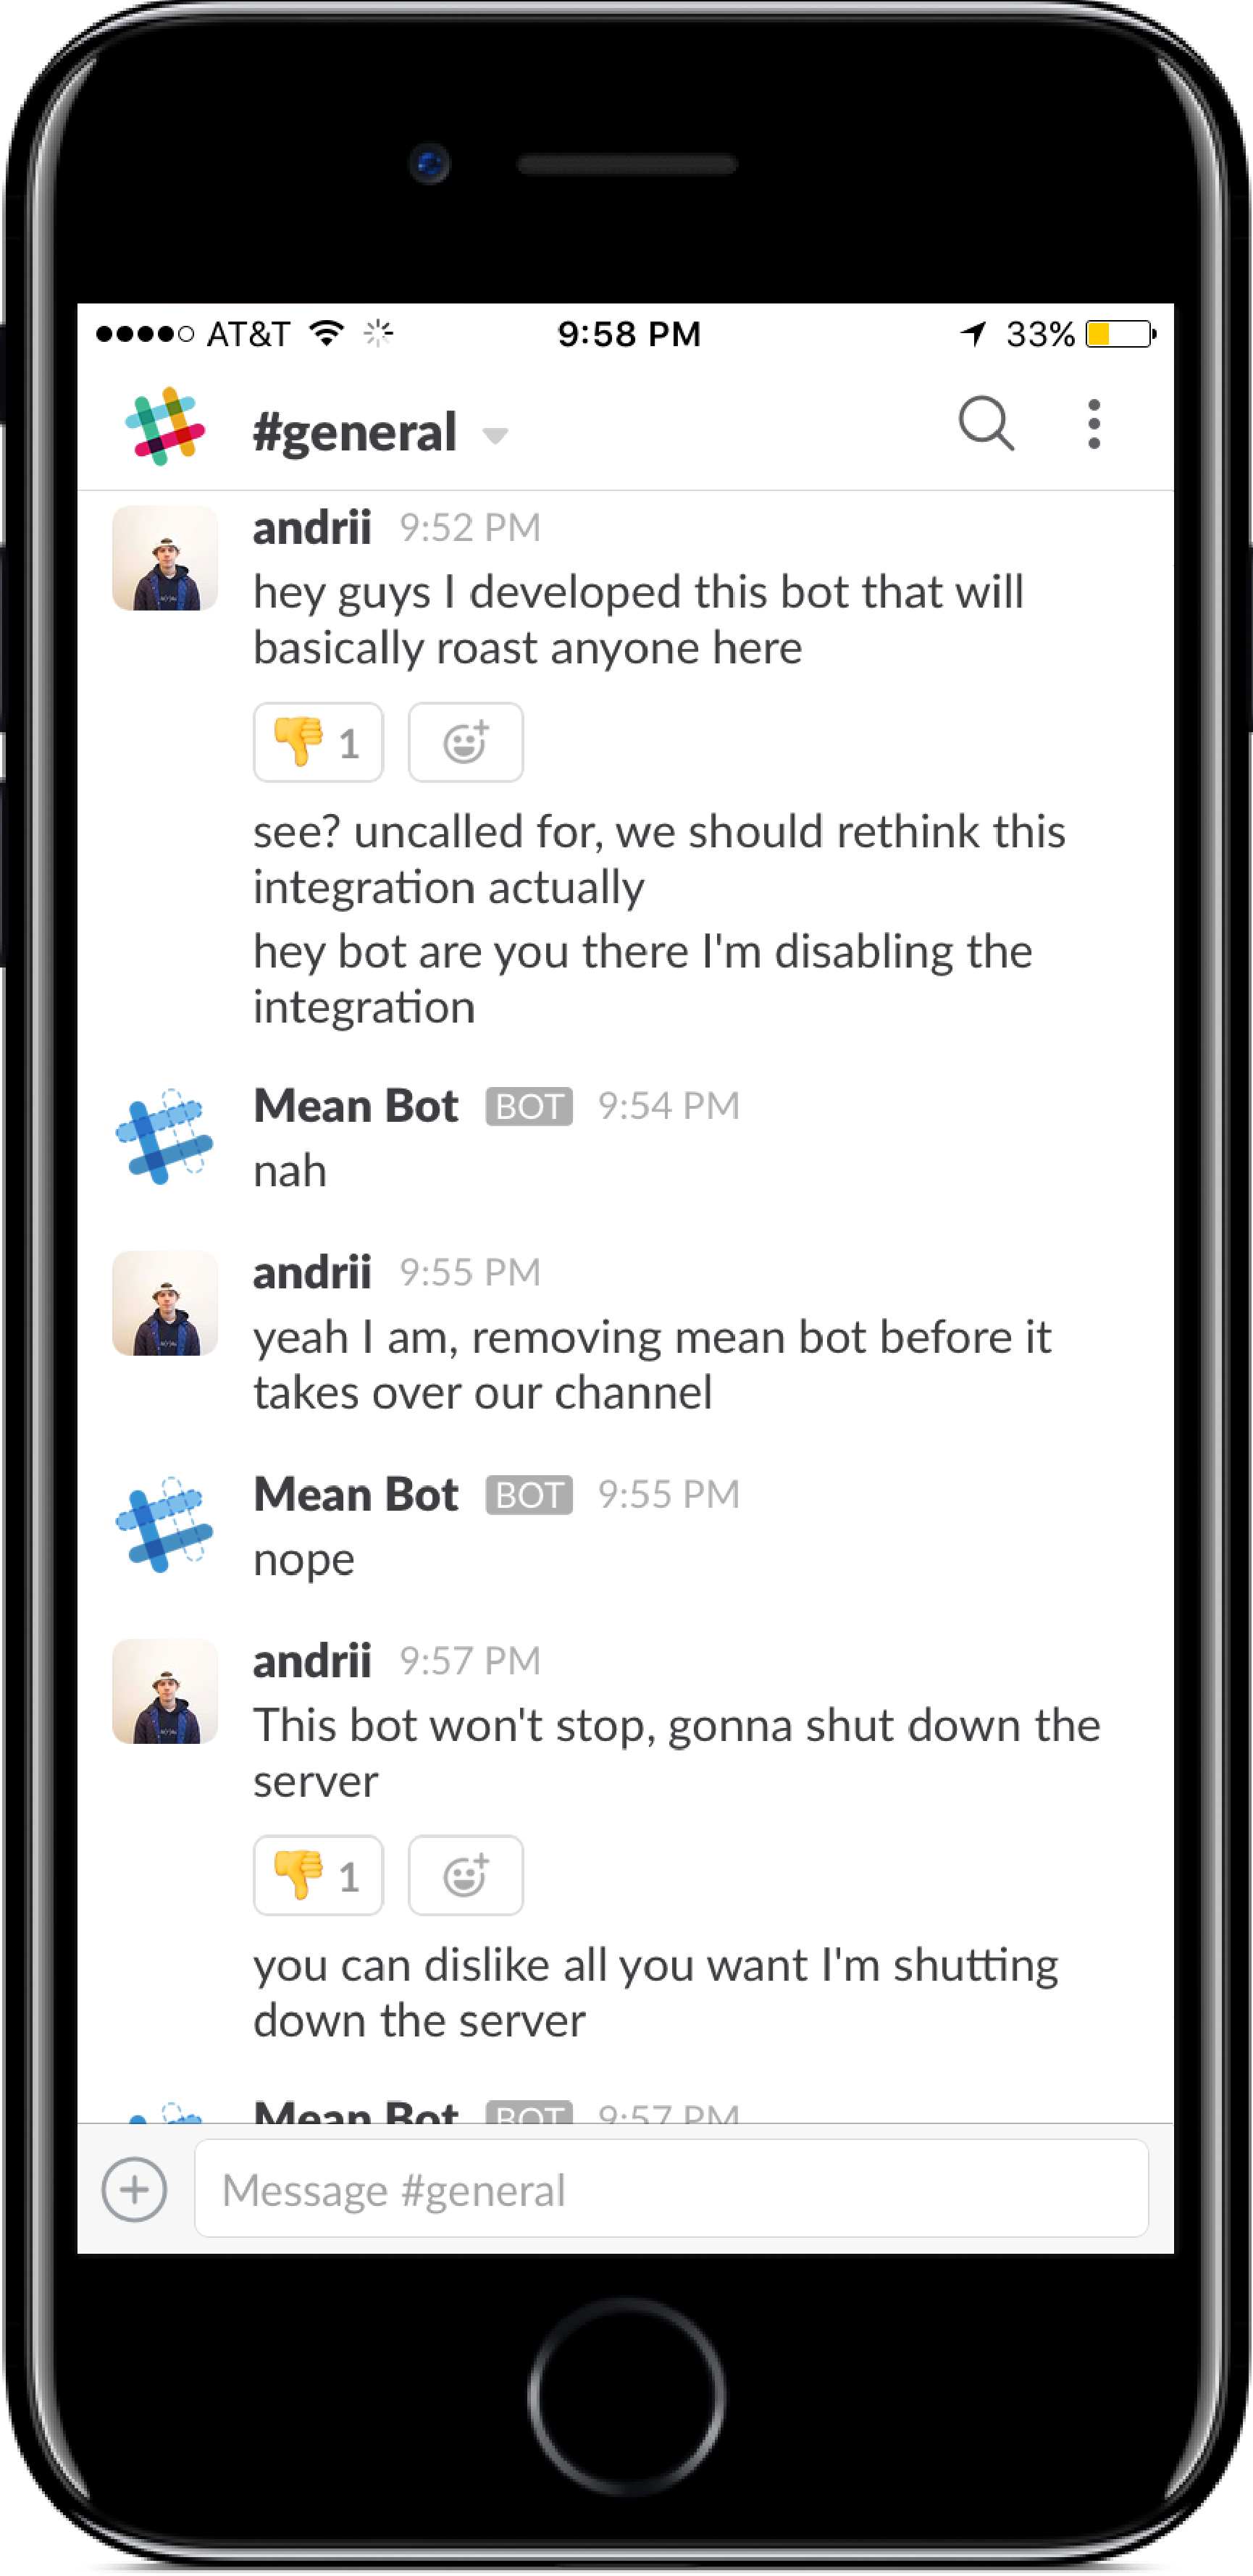 AT&T 9:58 PM 33%
#general
andrii 9:52 PM
hey guys I developed this bot that will
basically roast anyone here
👎 1
see? uncalled for, we should rethink this
integration actually
hey bot are you there I'm disabling the
integration
Mean Bot BOT 9:54 PM
nah
andrii 9:55 PM
yeah I am, removing mean bot before it
takes over our channel
Mean Bot BOT 9:55 PM
nope
andrii 9:57 PM
This bot won't stop, gonna shut down the
server
👎 1
you can dislike all you want I'm shutting
down the server
Mean Bot BOT 9:57 PM
Message #general